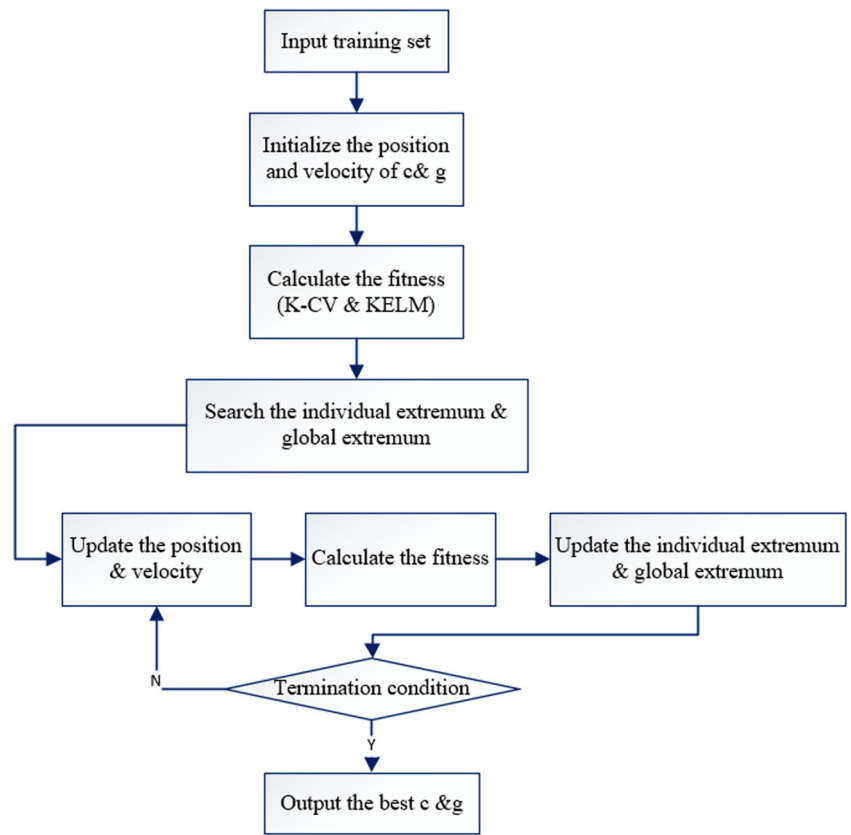 Input training set
Initialize the position
and velocity of c& g
Calculate the fitness
(K-CV & KELM)
Search the individual extremum &
global extremum
Update the position
& velocity
Calculate the fitness
Update the individual extremum
& global extremum
Termination condition
N
Y
Output the best c &g